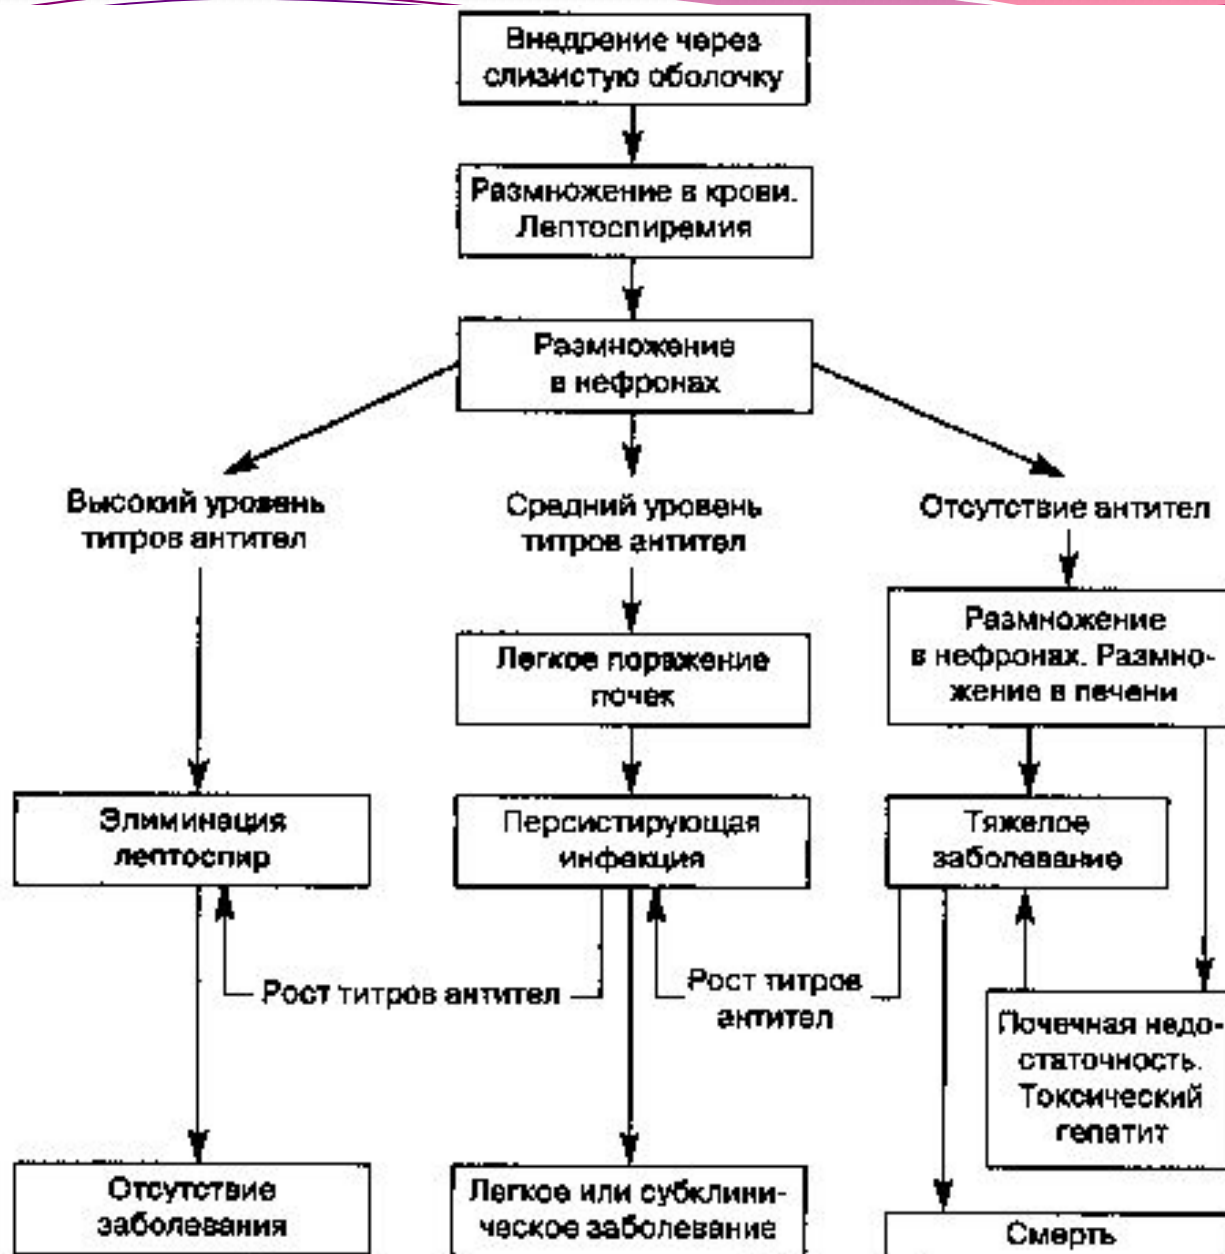 Внедрение через
слизистую оболочку
Размножение в крови.
Лептоспиремия
Размножение
в нефронах
Высокий уровень
титров антител
Средний уровень
титров антител
Отсутствие антител
Размножение
в нефронах. Размно-
жение в печени
Легкое поражение
почек
Элиминация
лептоспир
Персистирующая
инфекция
Тяжелое
заболевание
Рост титров антител
Рост титров
антител
Почечная недо-
статочность.
Токсический
гепатит
Отсутствие
заболевания
Легкое или субклини-
ческое заболевание
Смерть